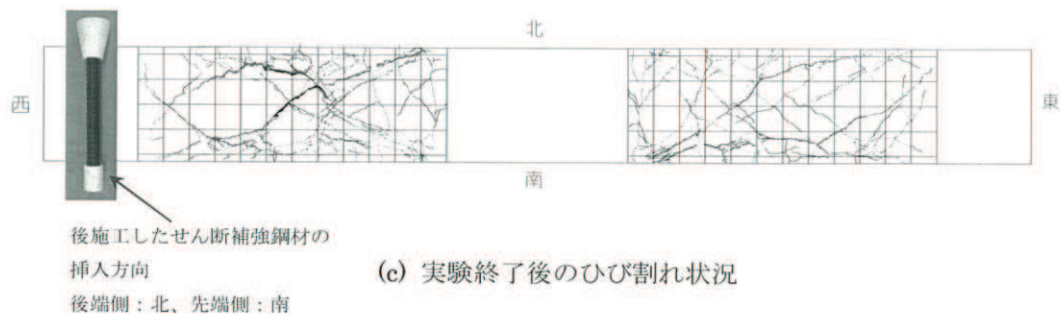 北
西
東
南
後施工したせん断補強鋼材の
挿入方向
後端側：北、先端側：南
(c) 実験終了後のひび割れ状況